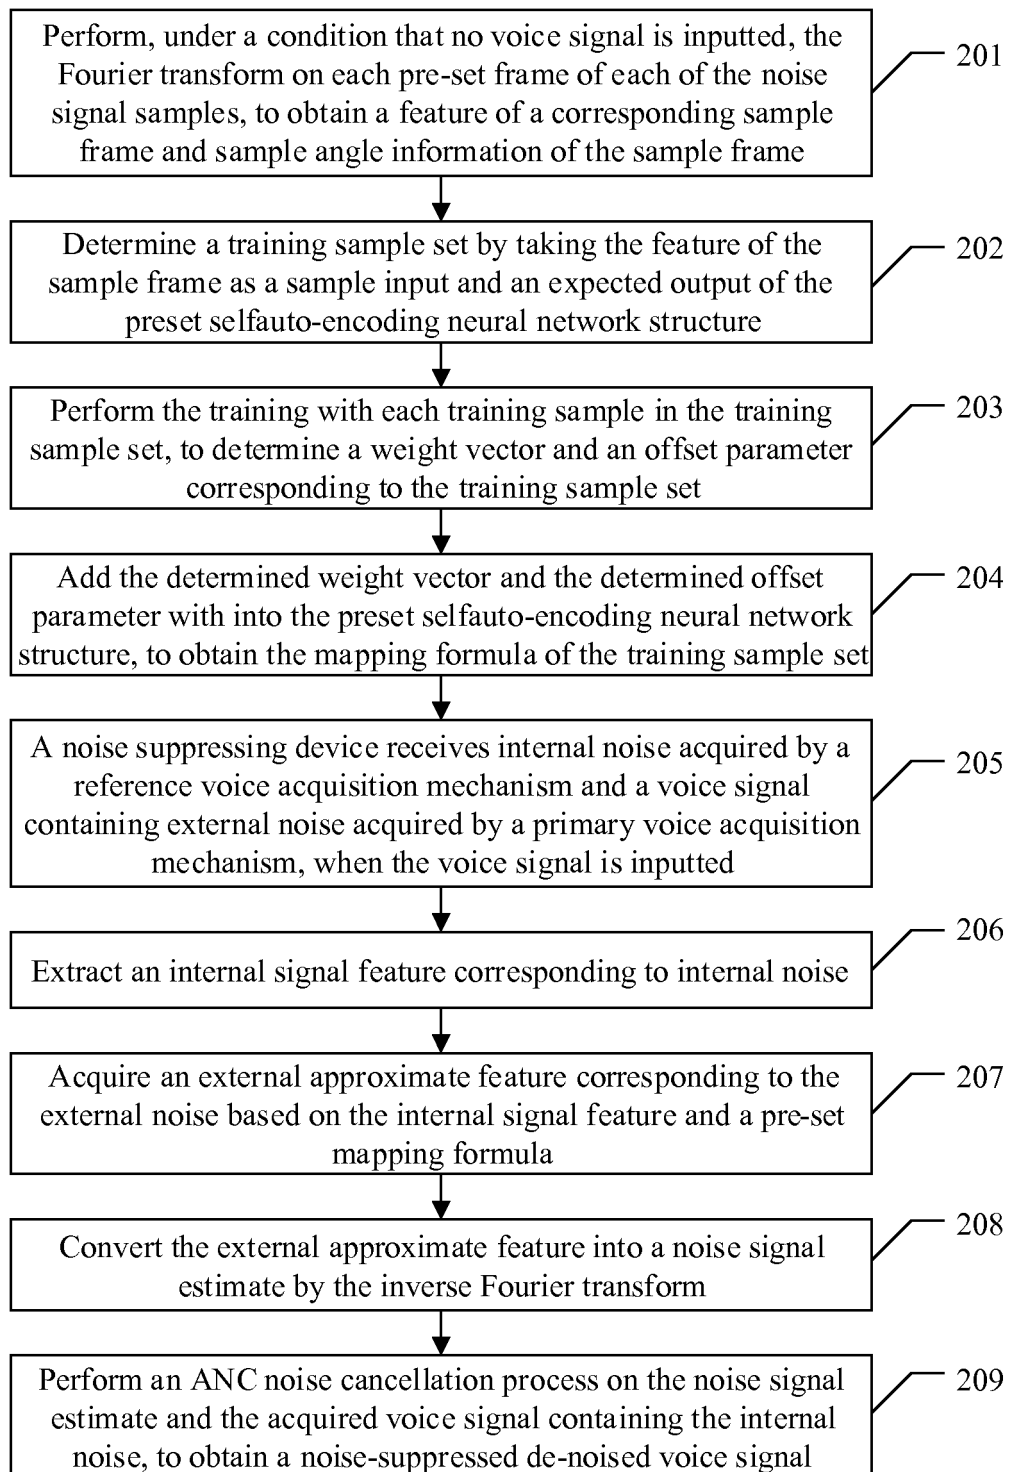 Perform, under a condition that no voice signal is inputted, the
Fourier transform on each pre-set frame of each of the noise
signal samples, to obtain a feature of a corresponding sample
frame and sample angle information of the sample frame
201
Determine a training sample set by taking the feature of the
sample frame as a sample input and an expected output of the
preset selfauto-encoding neural network structure
202
Perform the training with each training sample in the training
sample set, to determine a weight vector and an offset parameter
corresponding to the training sample set
203
Add the determined weight vector and the determined offset
parameter with into the preset selfauto-encoding neural network
structure, to obtain the mapping formula of the training sample set
204
A noise suppressing device receives internal noise acquired by a
reference voice acquisition mechanism and a voice signal
containing external noise acquired by a primary voice acquisition
mechanism, when the voice signal is inputted
205
Extract an internal signal feature corresponding to internal noise
206
Acquire an external approximate feature corresponding to the
external noise based on the internal signal feature and a pre-set
mapping formula
207
Convert the external approximate feature into a noise signal
estimate by the inverse Fourier transform
208
Perform an ANC noise cancellation process on the noise signal
estimate and the acquired voice signal containing the internal
noise, to obtain a noise-suppressed de-noised voice signal
209